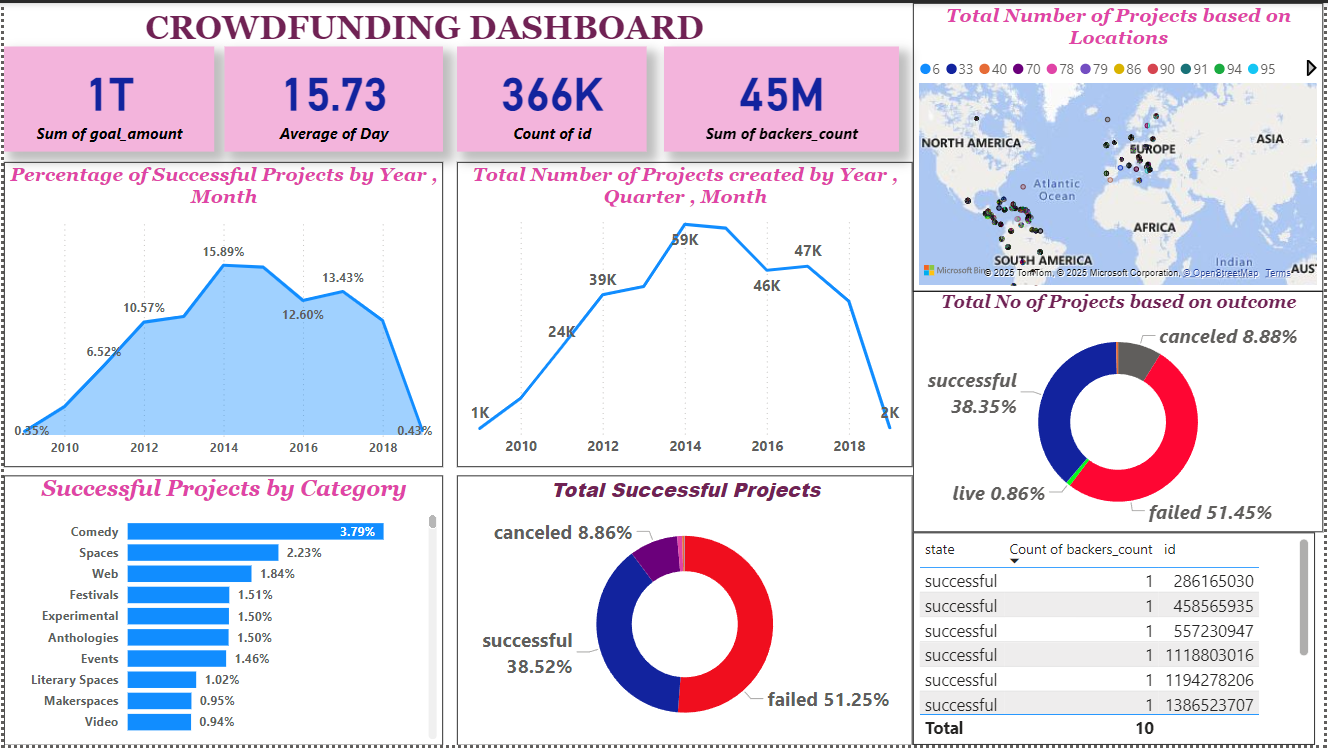 CROWDFUNDING DASHBOARD
1T
Sum of goal_amount
15.73
Average of Day
366K
Count of id
45M
Sum of backers_count
Percentage of Successful Projects by Year ,
Month
15.89%
13.43%
12.60%
10.57%
6.52%
0.35%
0.43%
2010 2012 2014 2016 2018
Total Number of Projects created by Year ,
Quarter , Month
59K
47K
46K
39K
24K
1K
2K
2010 2012 2014 2016 2018
Total Number of Projects based on
Locations
6 33 40 70 78 79 86 90 91 94 95
NORTH AMERICA
EUROPE
ASIA
Atlantic
Ocean
AFRICA
SOUTH AMERICA
Indian
AUS
Microsoft Bin
© 2025 TomTom, © 2025 Microsoft Corporation, © OpenStreetMap Terms
Total No of Projects based on outcome
canceled 8.88%
successful
38.35%
live 0.86%
failed 51.45%
Successful Projects by Category
Comedy 3.79%
Spaces 2.23%
Web 1.84%
Festivals 1.51%
Experimental 1.50%
Anthologies 1.50%
Events 1.46%
Literary Spaces 1.02%
Makerspaces 0.95%
Video 0.94%
Total Successful Projects
canceled 8.86%
successful
38.52%
failed 51.25%
state Count of backers_count id
successful 1 286165030
successful 1 458565935
successful 1 557230947
successful 1 1118803016
successful 1 1194278206
successful 1 1386523707
Total 10